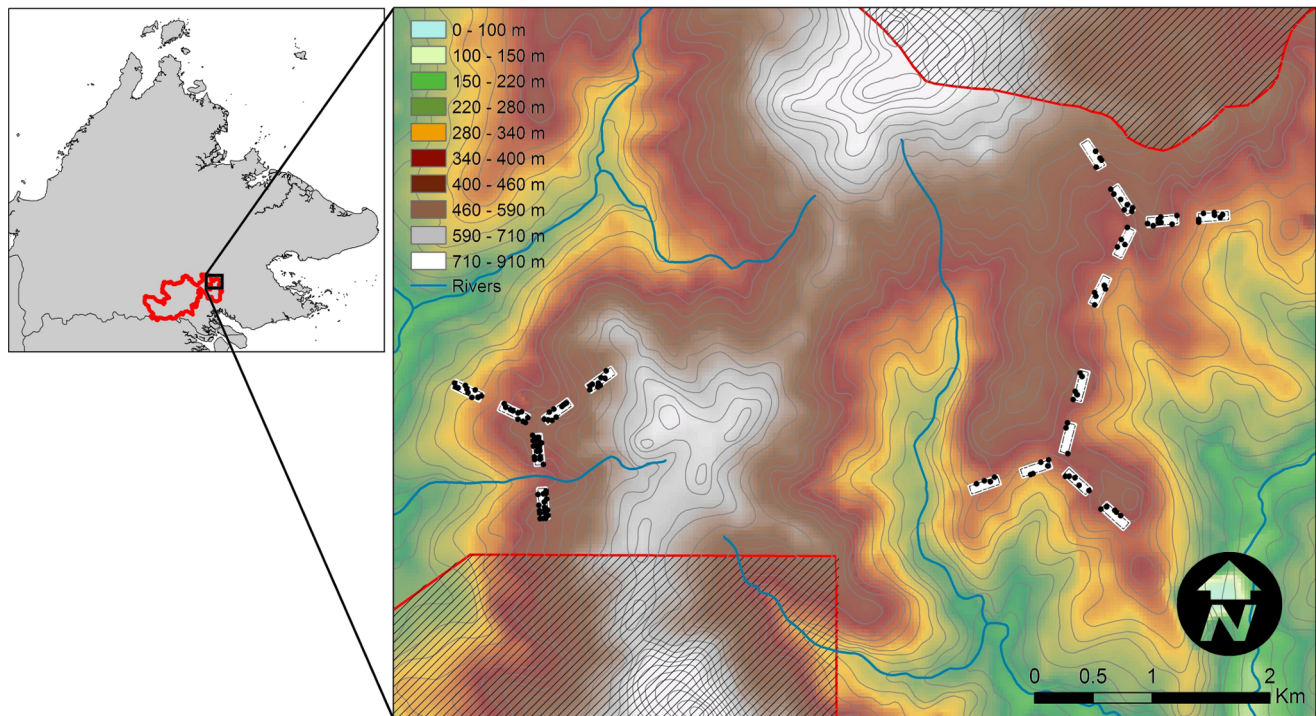 0 - 100 m
100 - 150 m
150 - 220 m
220 - 280 m
280 - 340 m
340 - 400 m
400 - 460 m
460 - 590 m
590 - 710 m
710 - 910 m
Rivers
N
0 0.5 1 2
Km